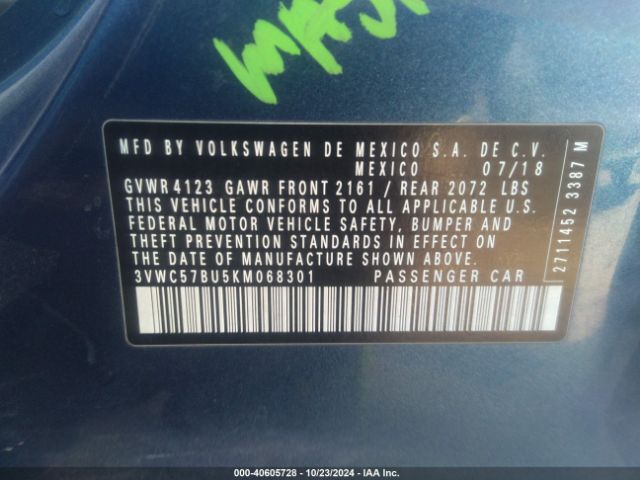 MFD BY VOLKSWAGEN DE MEXICO S.A. DE C.V.
MEXICO 07/18
GVWR 4123 GAWR FRONT 2161 / REAR 2072 LBS
THIS VEHICLE CONFORMS TO ALL APPLICABLE U.S.
FEDERAL MOTOR VEHICLE SAFETY, BUMPER AND
THEFT PREVENTION STANDARDS IN EFFECT ON
THE DATE OF MANUFACTURE SHOWN ABOVE.
3VWC57BU5KM068301 PASSENGER CAR
2711452 3387 M
000-40605728 - 10/23/2024 - IAA Inc.